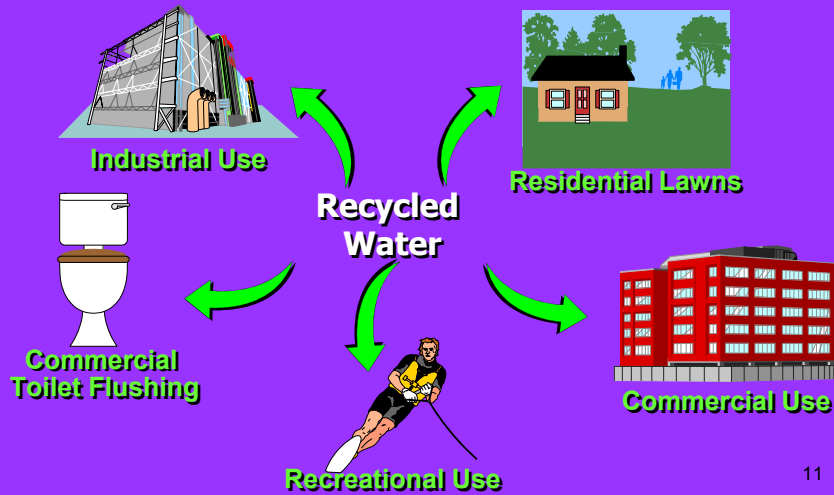 Industrial Use
Residential Lawns
Recycled
Water
Commercial
Toilet Flushing
Commercial Use
Recreational Use
11